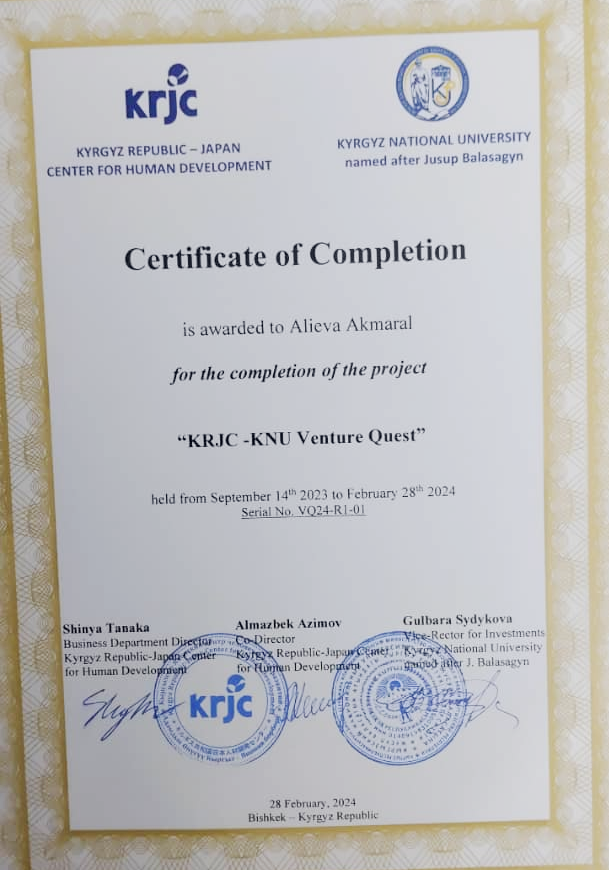 krjc
KYRGYZ REPUBLIC – JAPAN
CENTER FOR HUMAN DEVELOPMENT
KYRGYZ NATIONAL UNIVERSITY
named after Jusup Balasagyn
Certificate of Completion
is awarded to Alieva Akmaral
for the completion of the project
“KRJC -KNU Venture Quest”
held from September 14th 2023 to February 28th 2024
Serial No. VQ24-R1-01
Shinya Tanaka
Business Department Director
Kyrgyz Republic-Japan Center
for Human Development
Almazbek Azimov
Co-Director
Kyrgyz Republic-Japan Center
for Human Development
Gulbara Sydykova
Vice-Rector for Investments
Kyrgyz National University
named after J. Balasagyn
krjc
28 February, 2024
Bishkek – Kyrgyz Republic